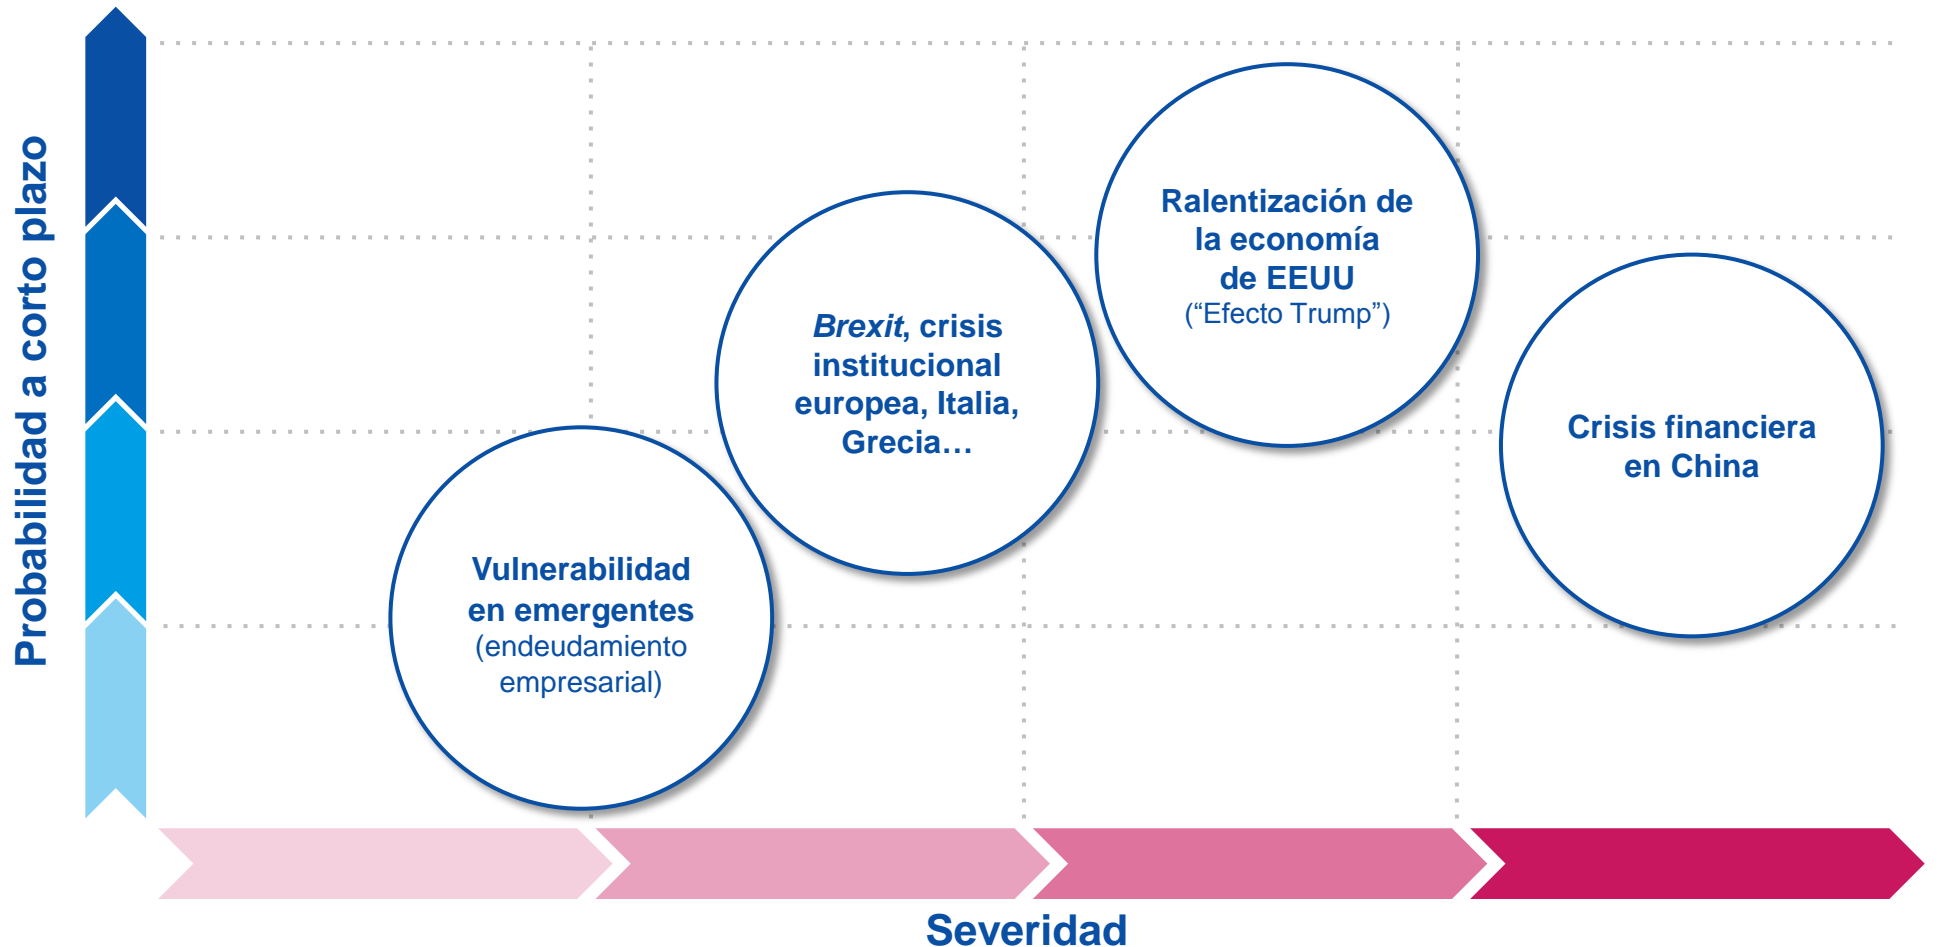 Probabilidad a corto plazo
Vulnerabilidad
en emergentes
(endeudamiento
empresarial)
Brexit, crisis
institucional
europea, Italia,
Grecia…
Ralentización de
la economía
de EEUU
(“Efecto Trump”)
Crisis financiera
en China
Severidad